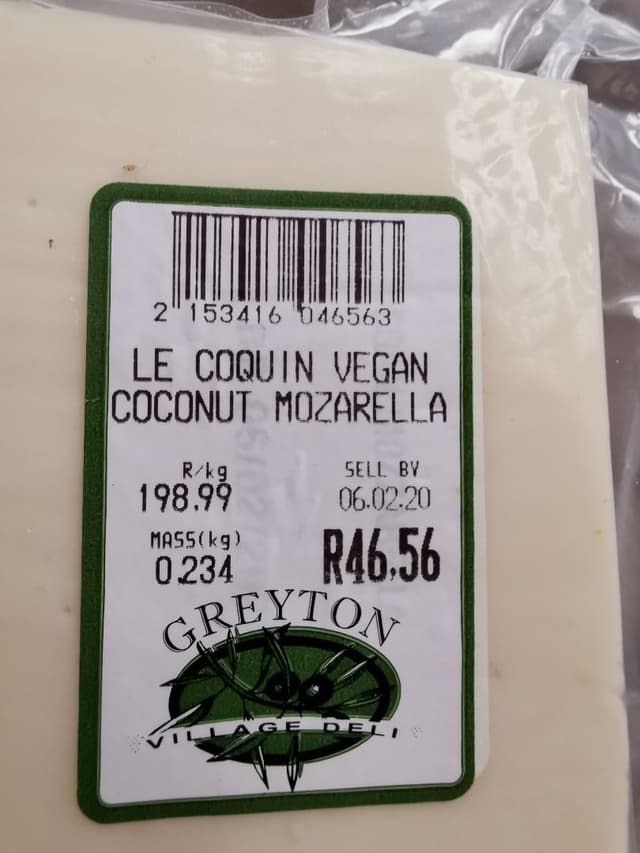 2 153416 046563
LE COQUIN VEGAN
COCONUT MOZARELLA
R/kg
198.99
SELL BY
06.02.20
MASS(kg)
0.234
R46.56
GREYTON
VILLAGE DELI